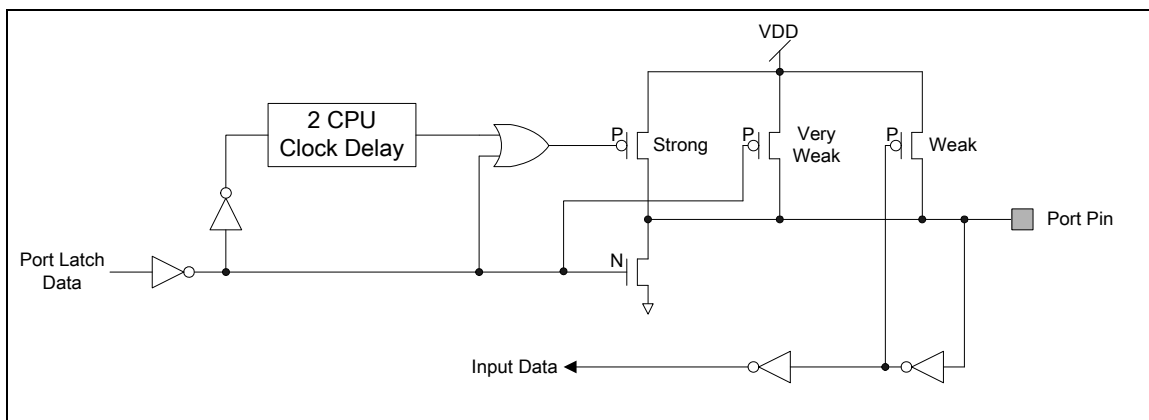 VDD
2 CPU
Clock Delay
P
Strong
P
Very
Weak
P
Weak
Port Pin
Port Latch
Data
N
Input Data